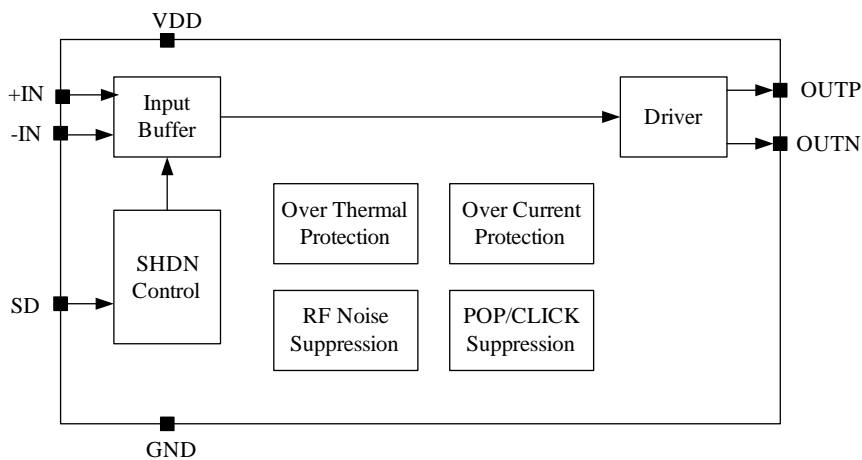 VDD
+IN
-IN
Input
Buffer
Driver
OUTP
OUTN
Over Thermal
Protection
Over Current
Protection
SHDN
Control
SD
RF Noise
Suppression
POP/CLICK
Suppression
GND